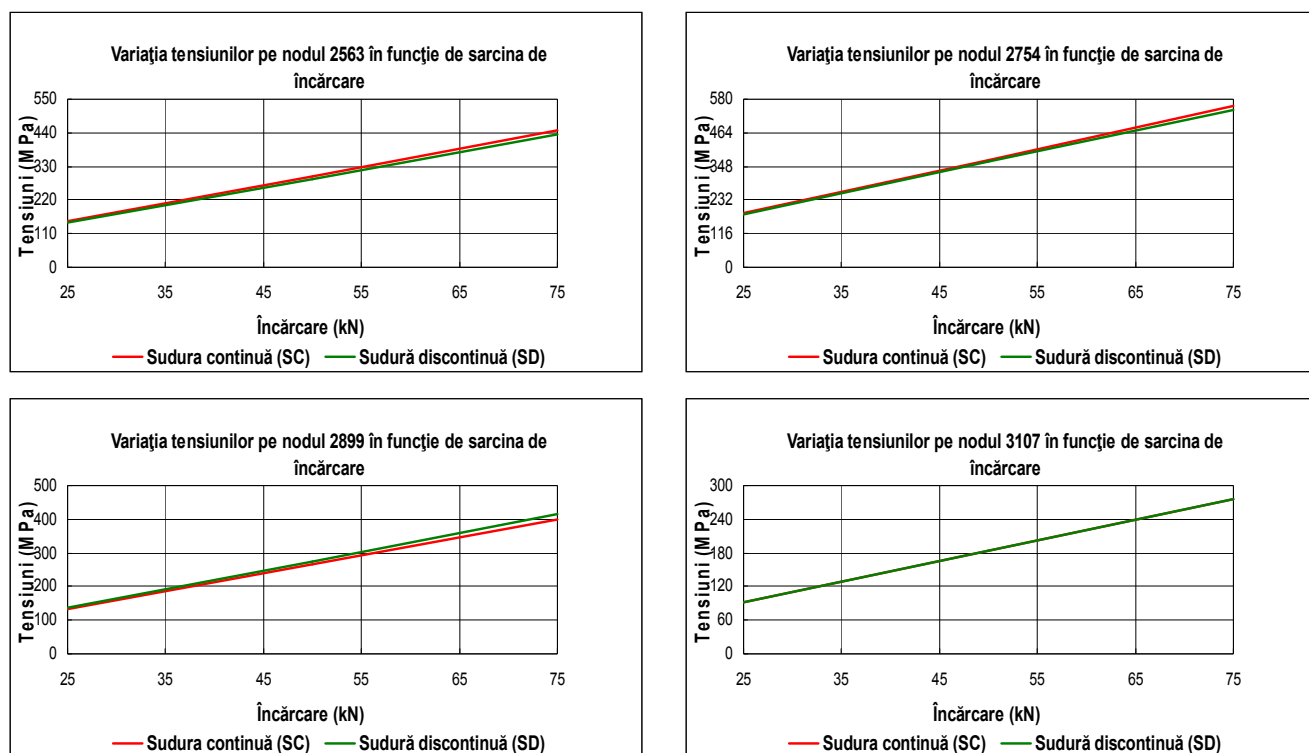 Variaţia tensiunilor pe nodul 2563 în funcţie de sarcina de
încărcare
Tensiuni (MPa)
550
440
330
220
110
0
25 35 45 55 65 75
Încărcare (kN)
Sudura continuă (SC) Sudură discontinuă (SD)
Variaţia tensiunilor pe nodul 2754 în funcţie de sarcina de
încărcare
Tensiuni (MPa)
580
464
348
232
116
0
25 35 45 55 65 75
Încărcare (kN)
Sudura continuă (SC) Sudură discontinuă (SD)
Variaţia tensiunilor pe nodul 2899 în funcţie de sarcina de
încărcare
Tensiuni (MPa)
500
400
300
200
100
0
25 35 45 55 65 75
Încărcare (kN)
Sudura continuă (SC) Sudură discontinuă (SD)
Variaţia tensiunilor pe nodul 3107 în funcţie de sarcina de
încărcare
Tensiuni (MPa)
300
240
180
120
60
0
25 35 45 55 65 75
Încărcare (kN)
Sudura continuă (SC) Sudură discontinuă (SD)